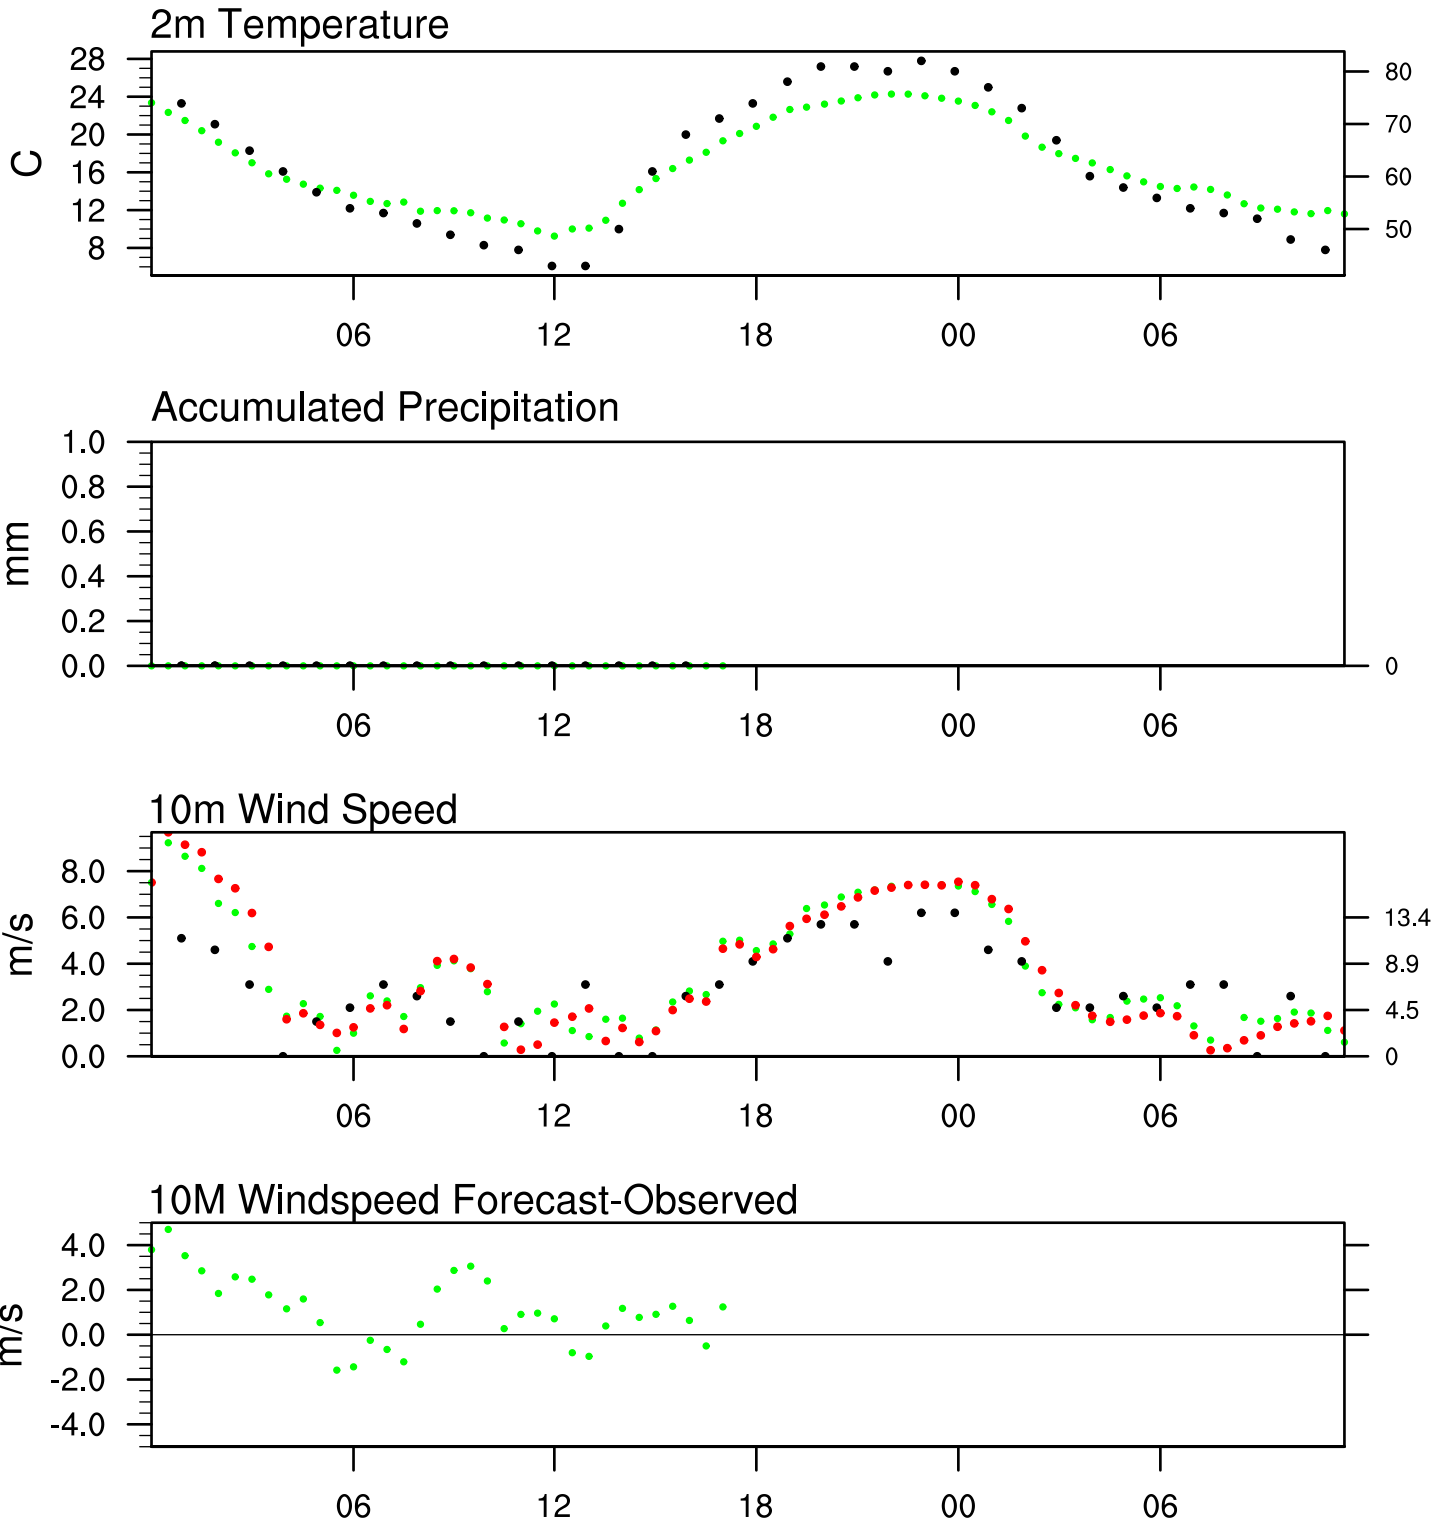 2m Temperature
28
24
20
16
12
8
C
80
70
60
50
06 12 18 00 06
Accumulated Precipitation
1.0
0.8
0.6
0.4
0.2
0.0
mm
0
06 12 18 00 06
10m Wind Speed
8.0
6.0
4.0
2.0
0.0
m/s
13.4
8.9
4.5
0
06 12 18 00 06
10M Windspeed Forecast-Observed
4.0
2.0
0.0
-2.0
-4.0
m/s
06 12 18 00 06